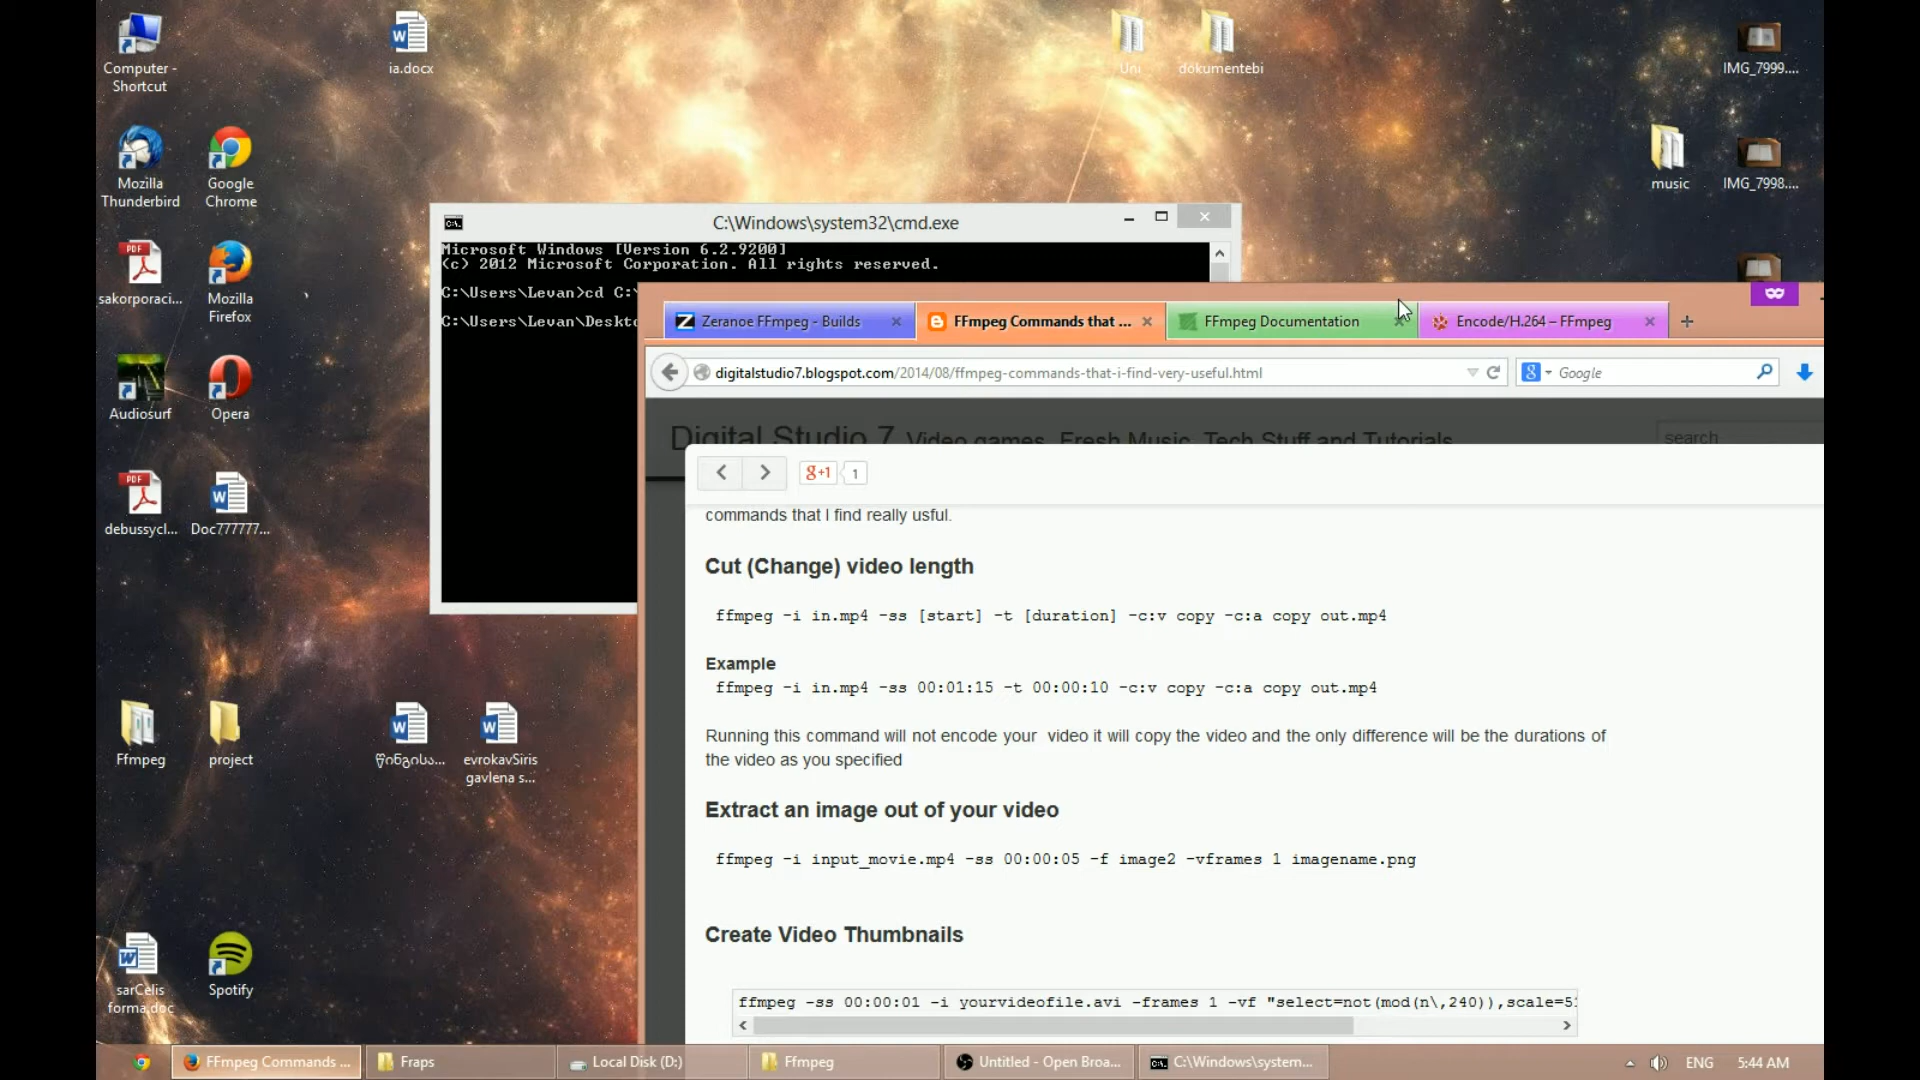 Computer -
Shortcut
ia.docx
Uni
dokumentebi
IMG_7999....
Mozilla
Thunderbird
Google
Chrome
music
IMG_7998....
C:\Windows\system32\cmd.exe
Microsoft Windows [Version 6.2.9200]
(c) 2012 Microsoft Corporation. All rights reserved.
C:\Users\Levan>cd C:\
C:\Users\Levan\Deskto
sakorporaci...
Mozilla
Firefox
Zeranoe FFmpeg - Builds
FFmpeg Commands that ...
FFmpeg Documentation
Encode/H.264 – FFmpeg
digitalstudio7.blogspot.com/2014/08/ffmpeg-commands-that-i-find-very-useful.html
Google
Audiosurf
Opera
Digital Studio 7 Video games, Fresh Music, Tech Stuff and Tutorials
search
g+1
1
debussycl...
Doc777777...
commands that I find really usful.
Cut (Change) video length
ffmpeg -i in.mp4 -ss [start] -t [duration] -c:v copy -c:a copy out.mp4
Example
ffmpeg -i in.mp4 -ss 00:01:15 -t 00:00:10 -c:v copy -c:a copy out.mp4
Running this command will not encode your video it will copy the video and the only difference will be the durations of
the video as you specified
Extract an image out of your video
ffmpeg -i input_movie.mp4 -ss 00:00:05 -f image2 -vframes 1 imagename.png
Create Video Thumbnails
ffmpeg -ss 00:00:01 -i yourvideofile.avi -frames 1 -vf "select=not(mod(n\,240)),scale=5
Ffmpeg
project
წინგისა...
evrokavSiris
gavlena s...
sarCelis
forma.doc
Spotify
FFmpeg Commands ...
Fraps
Local Disk (D:)
Ffmpeg
Untitled - Open Broa...
C:\Windows\system...
ENG
5:44 AM